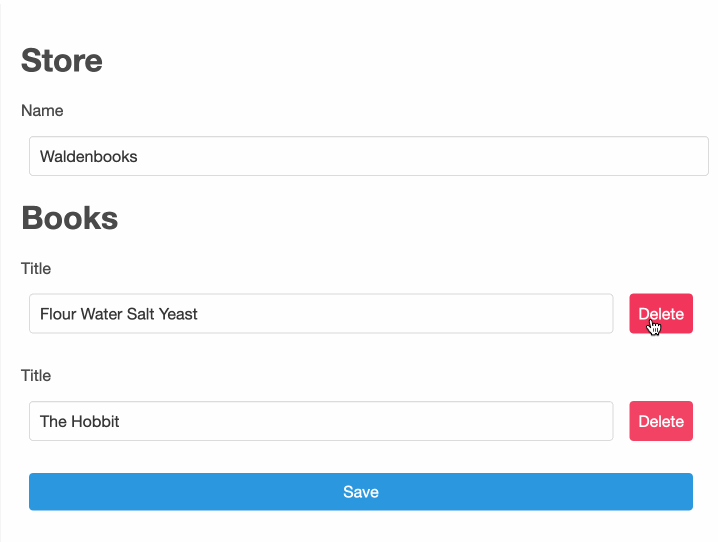 Store
Name
Waldenbooks
Books
Title
Flour Water Salt Yeast
Delete
Title
The Hobbit
Delete
Save